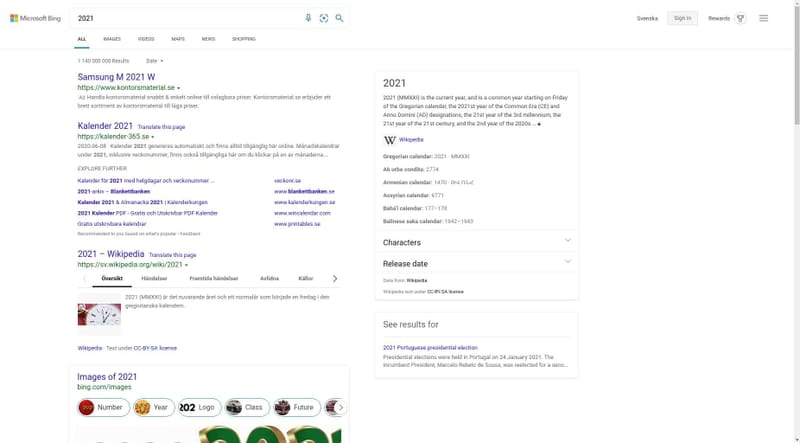 Microsoft Bing
2021
Svenska
Sign in
Rewards
ALL
IMAGES
VIDEOS
MAPS
NEWS
SHOPPING
1 140 000 000 Results
Date
Samsung M 2021 W
https://www.kontorsmaterial.se
Ad Handla kontorsmaterial snabbt & enkelt online till oslagbara priser. Kontorsmaterial.se erbjuder ett
brett sortiment av kontorsmaterial till låga priser.
Kalender 2021 Translate this page
https://kalender-365.se
2020-06-08 · Kalender 2021 genereras automatiskt och finns alltid tillgänglig här online. Månadskalendrar
under 2021, inklusive veckonummer, finns också tillgängliga här om du klickar på en av månaderna...
EXPLORE FURTHER
Kalender för 2021 med helgdagar och veckonummer ... veckonr.se
2021-arkiv – Blankettbanken www.blankettbanken.se
Kalender 2021 & Almanacka 2021 | Kalenderkungen www.kalenderkungen.se
2021 Kalender PDF - Gratis och Utskrivbar PDF Kalender www.wincalendar.com
Gratis utskrivbara kalendrar www.printables.se
Recommended to you based on what's popular • Feedback
2021 – Wikipedia Translate this page
https://sv.wikipedia.org/wiki/2021
Översikt
Händelser
Framtida händelser
Avlidna
Källor
2021 (MMXXI) är det nuvarande året och ett normalår som började en fredag i den
gregorianska kalendern.
Wikipedia · Text under CC-BY-SA license
Images of 2021
bing.com/images
Number
Year
202 Logo
Class
Future
2021
2021 (MMXXI) is the current year, and is a common year starting on Friday
of the Gregorian calendar, the 2021st year of the Common Era (CE) and
Anno Domini (AD) designations, the 21st year of the 3rd millennium, the
21st year of the 21st century, and the 2nd year of the 2020s ...
W Wikipedia
Gregorian calendar: 2021 · MMXXI
Ab urbe condita: 2774
Armenian calendar: 1470 ·
Assyrian calendar: 6771
Bahá'í calendar: 177–178
Balinese saka calendar: 1942–1943
Characters
Release date
Data from: Wikipedia
Wikipedia text under CC-BY-SA license
See results for
2021 Portuguese presidential election
Presidential elections were held in Portugal on 24 January 2021. The
incumbent President, Marcelo Rebelo de Sousa, was reelected for a seco...